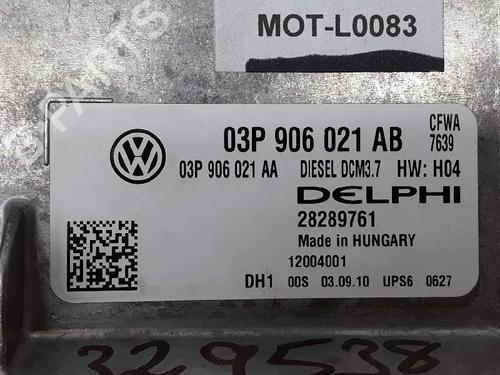 MOT-L0083
03P 906 021 AB CFWA 7639
03P 906 021 AA DIESEL DCM3.7 HW: H04
DELPHI
28289761
Made in HUNGARY
12004001
DH1 00S 03.09.10 UPS6 0627
329538
PARTS